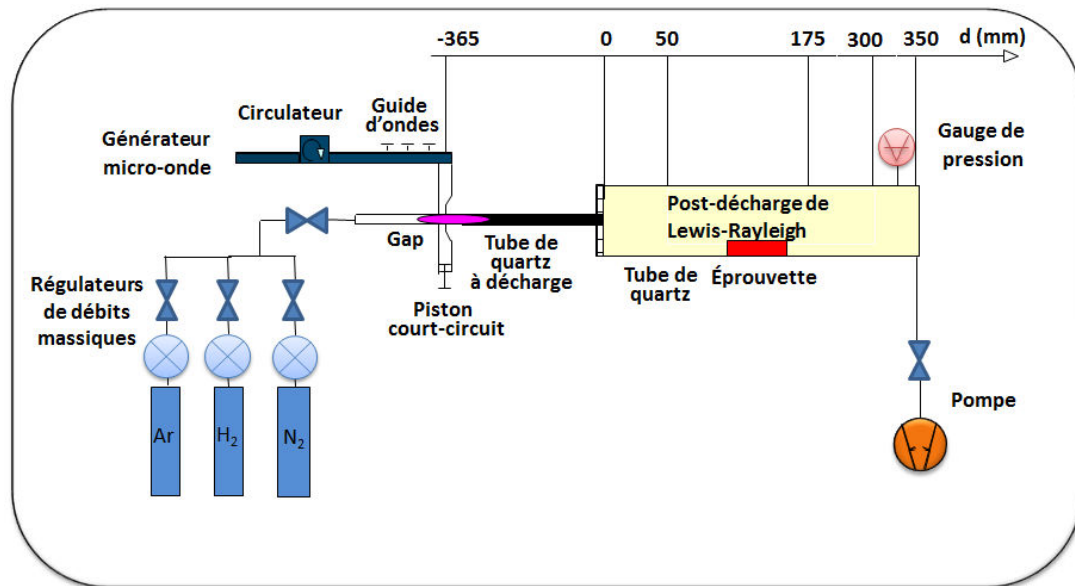 -365 0 50 175 300 350 d (mm)
Circulateur
Guide
d'ondes
Générateur
micro-onde
Gauge de
pression
Post-décharge de
Lewis-Rayleigh
Gap
Tube de
quartz
à décharge
Tube de
quartz
Éprouvette
Piston
court-circuit
Régulateurs
de débits
massiques
Pompe
Ar H₂ N₂